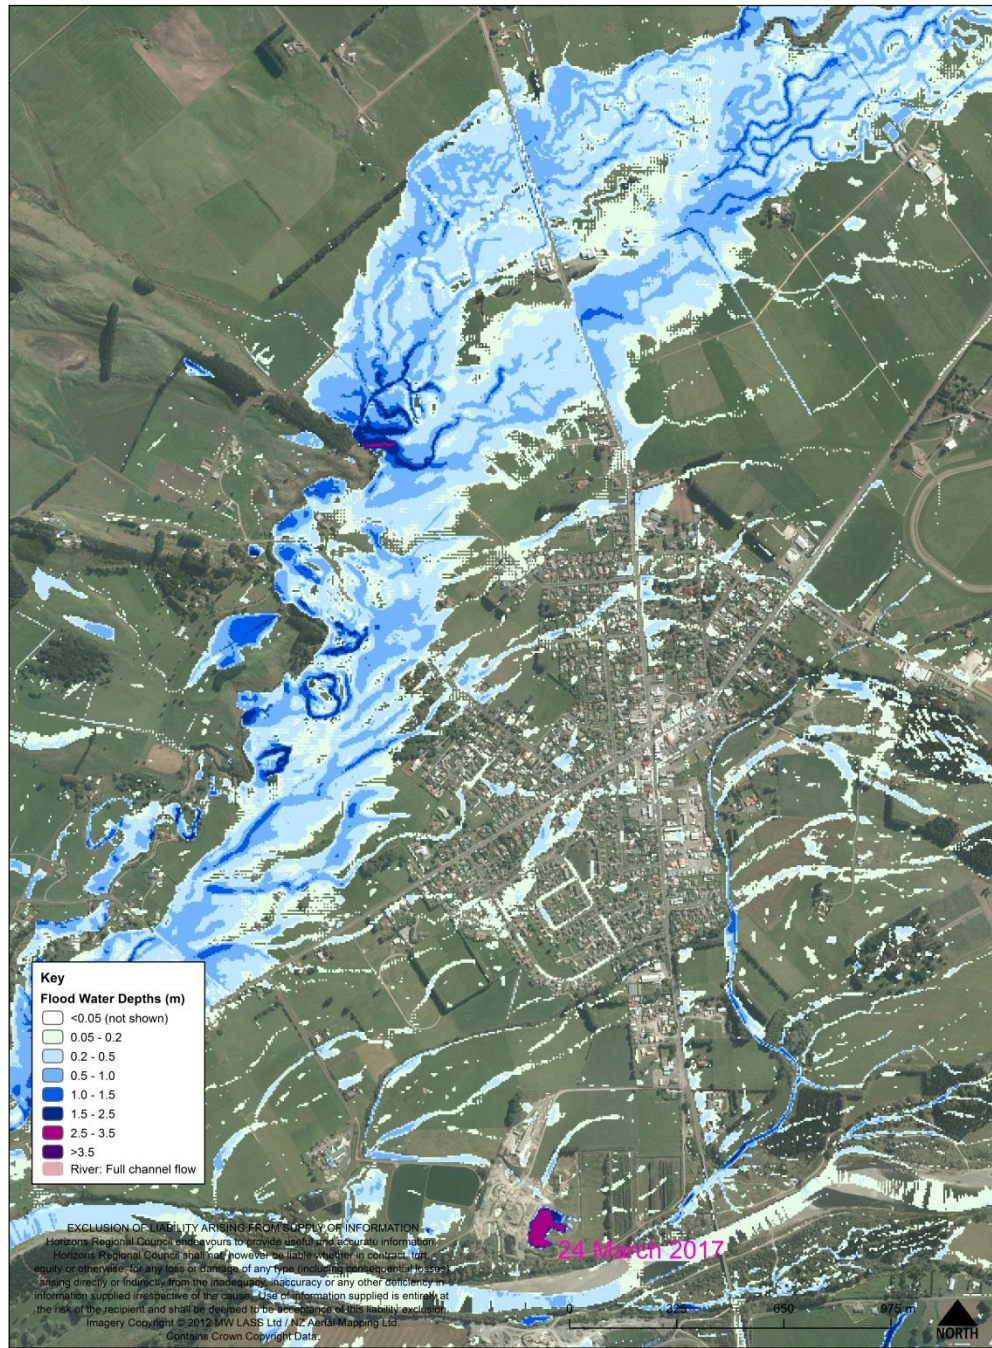 Key
Flood Water Depths (m)
<0.05 (not shown)
0.05 - 0.2
0.2 - 0.5
0.5 - 1.0
1.0 - 1.5
1.5 - 2.5
2.5 - 3.5
>3.5
River: Full channel flow
EXCLUSION OF LIABILITY ARISING FROM SUPPLY OF INFORMATION
Horizons Regional Council endeavours to provide useful and accurate information.
Horizons Regional Council shall not, however be liable whether in contract, tort,
equity or otherwise, for any loss or damage of any type (including consequential losses)
arising directly or indirectly from the inadequacy, inaccuracy or any other deficiency in
information supplied irrespective of the cause. Use of information supplied is entirely at
the risk of the recipient and shall be deemed to be acceptance of this liability exclusion.
Imagery Copyright © 2012 MW LASS Ltd / NZ Aerial Mapping Ltd.
Contains Crown Copyright Data.
24 March 2017
0 325 650 975 m
NORTH